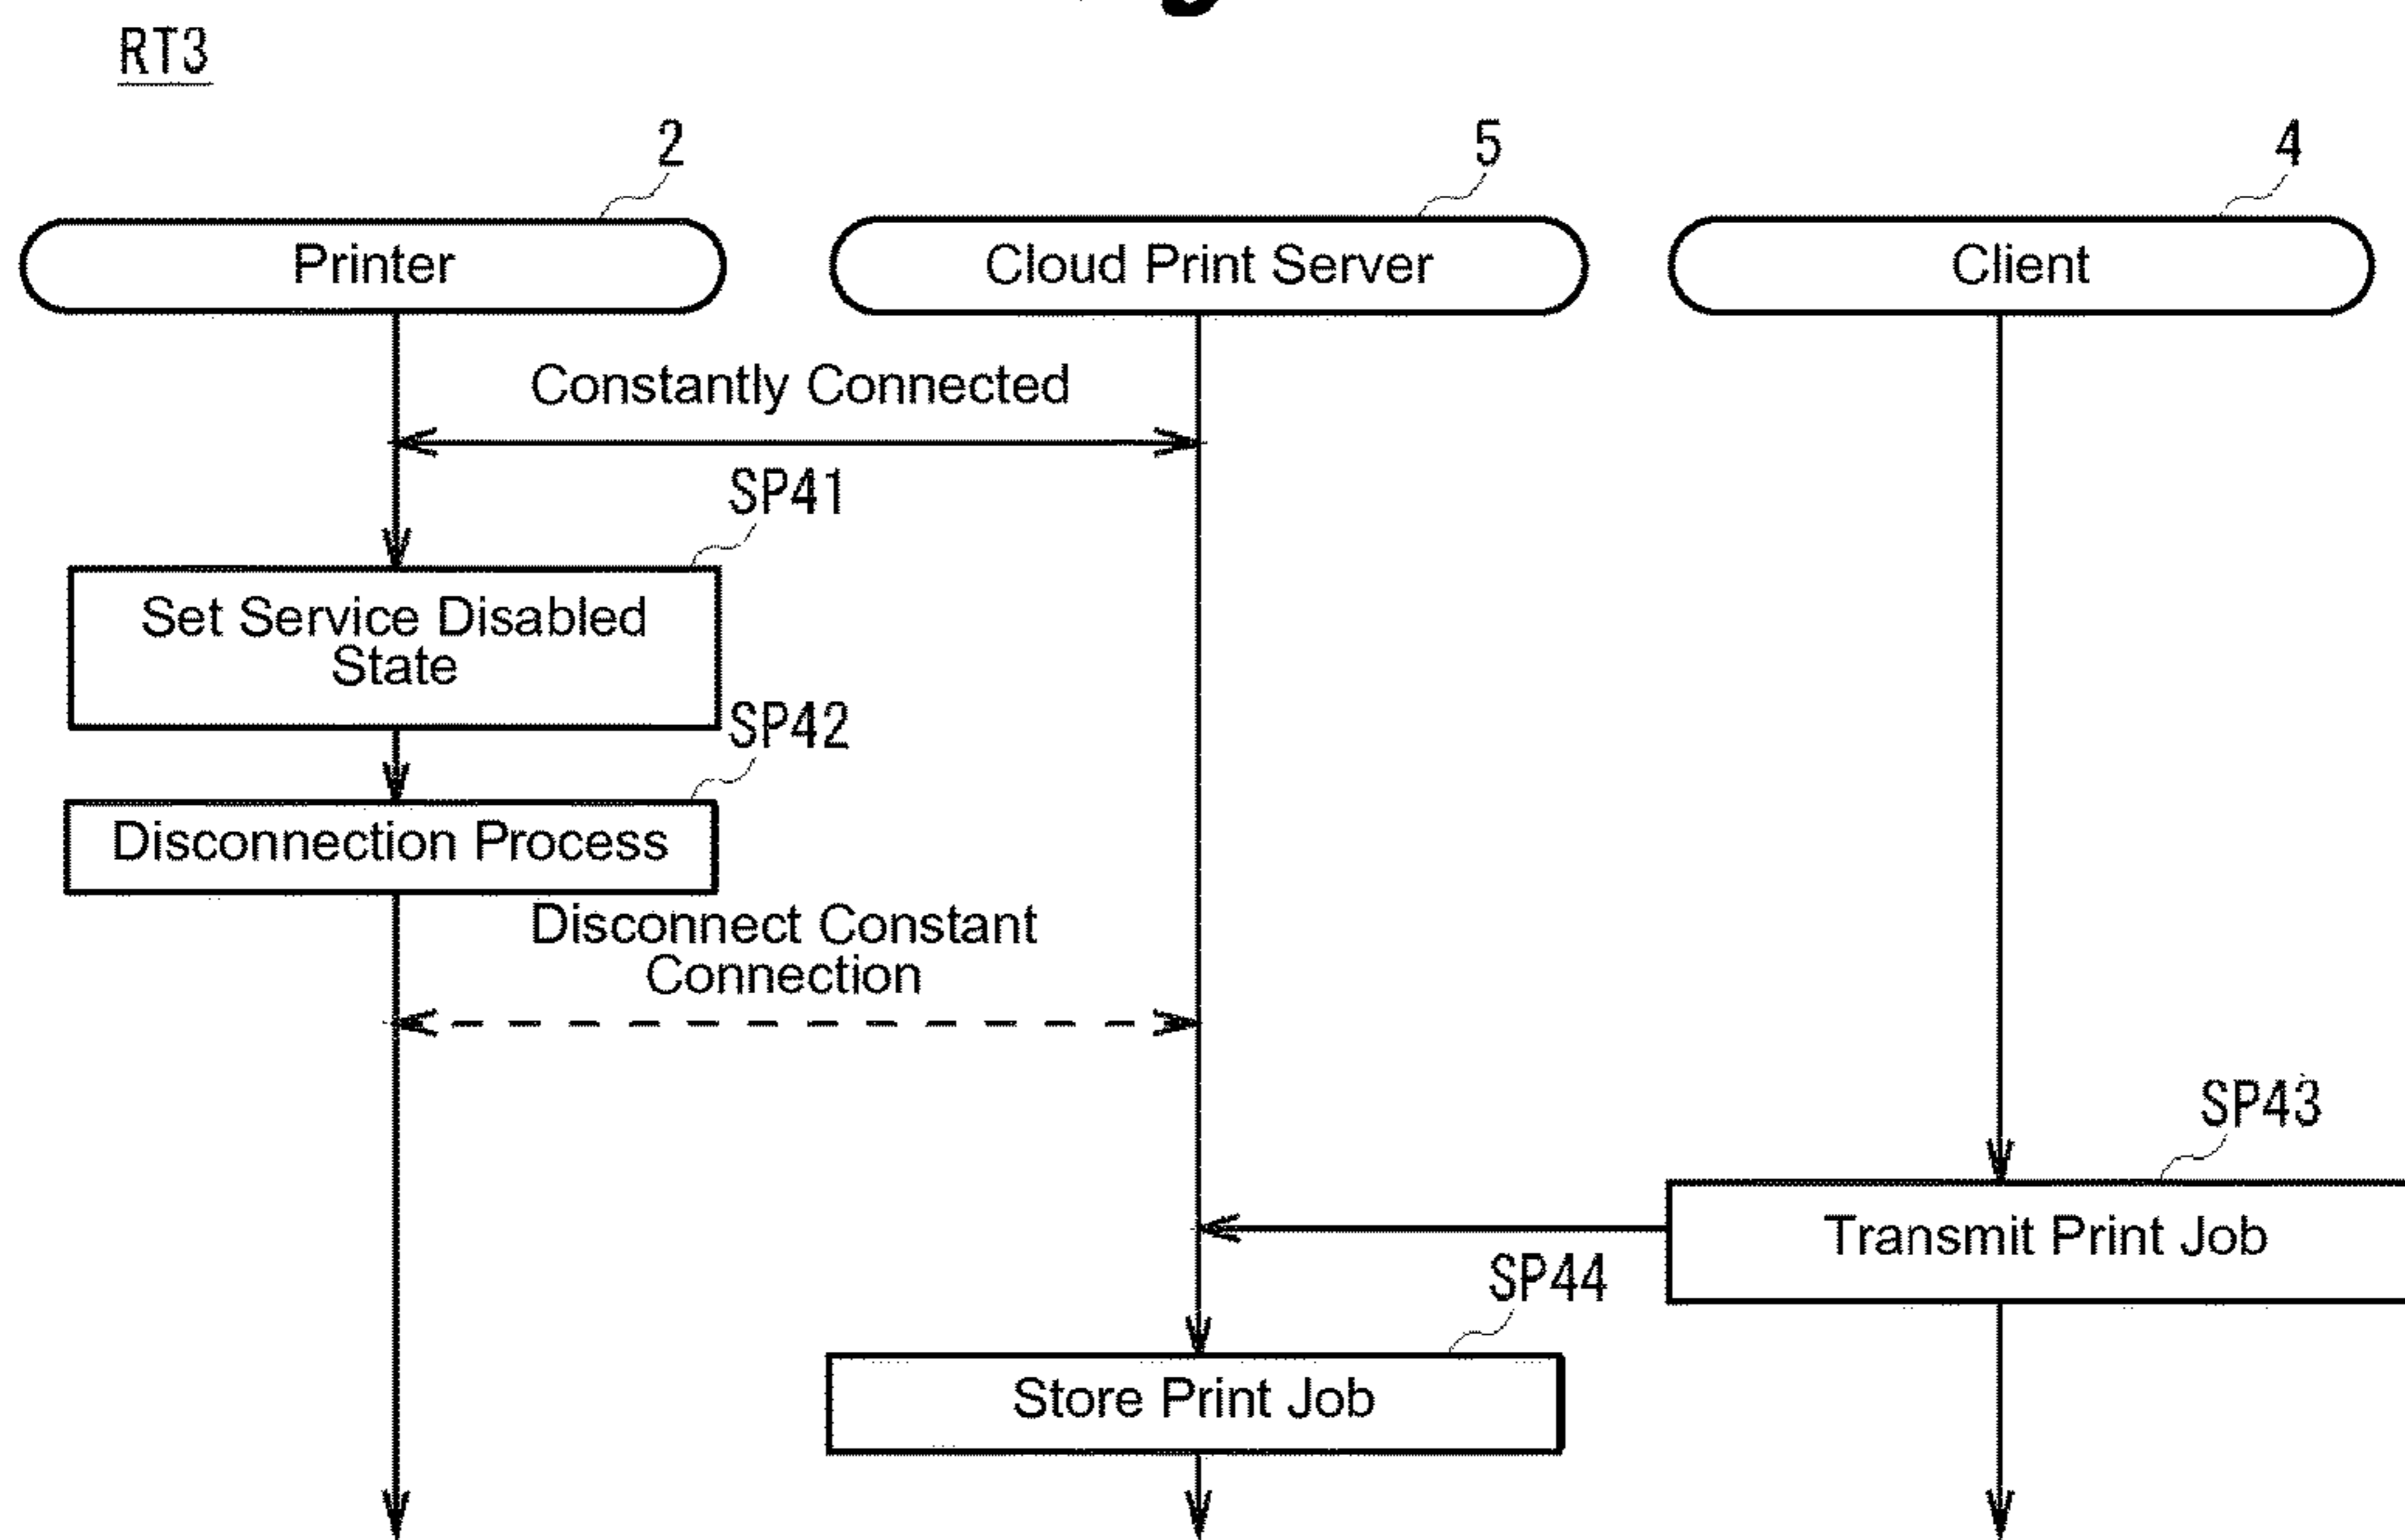 RT3
2
5
4
Printer
Cloud Print Server
Client
Constantly Connected
SP41
Set Service Disabled
State
SP42
Disconnection Process
Disconnect Constant
Connection
SP43
Transmit Print Job
SP44
Store Print Job